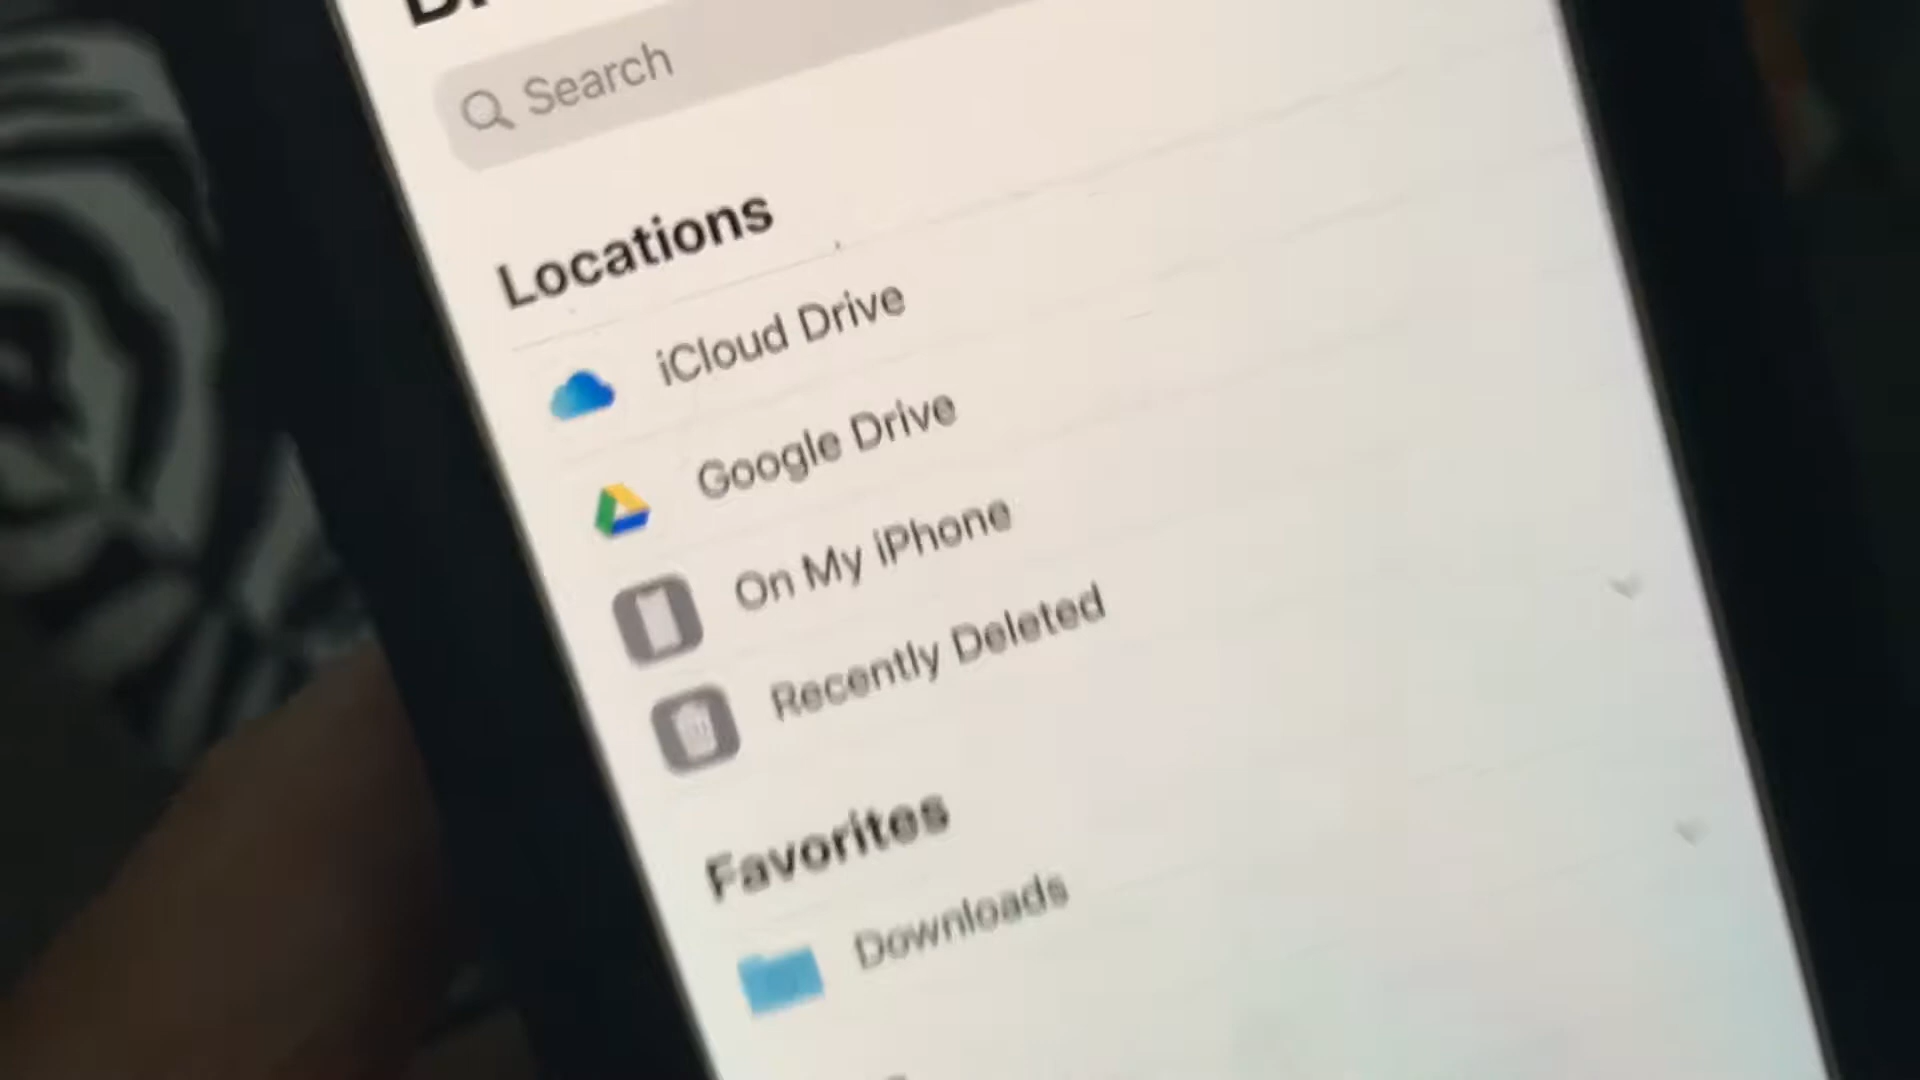 Search
Locations
iCloud Drive
Google Drive
On My iPhone
Recently Deleted
Favorites
Downloads